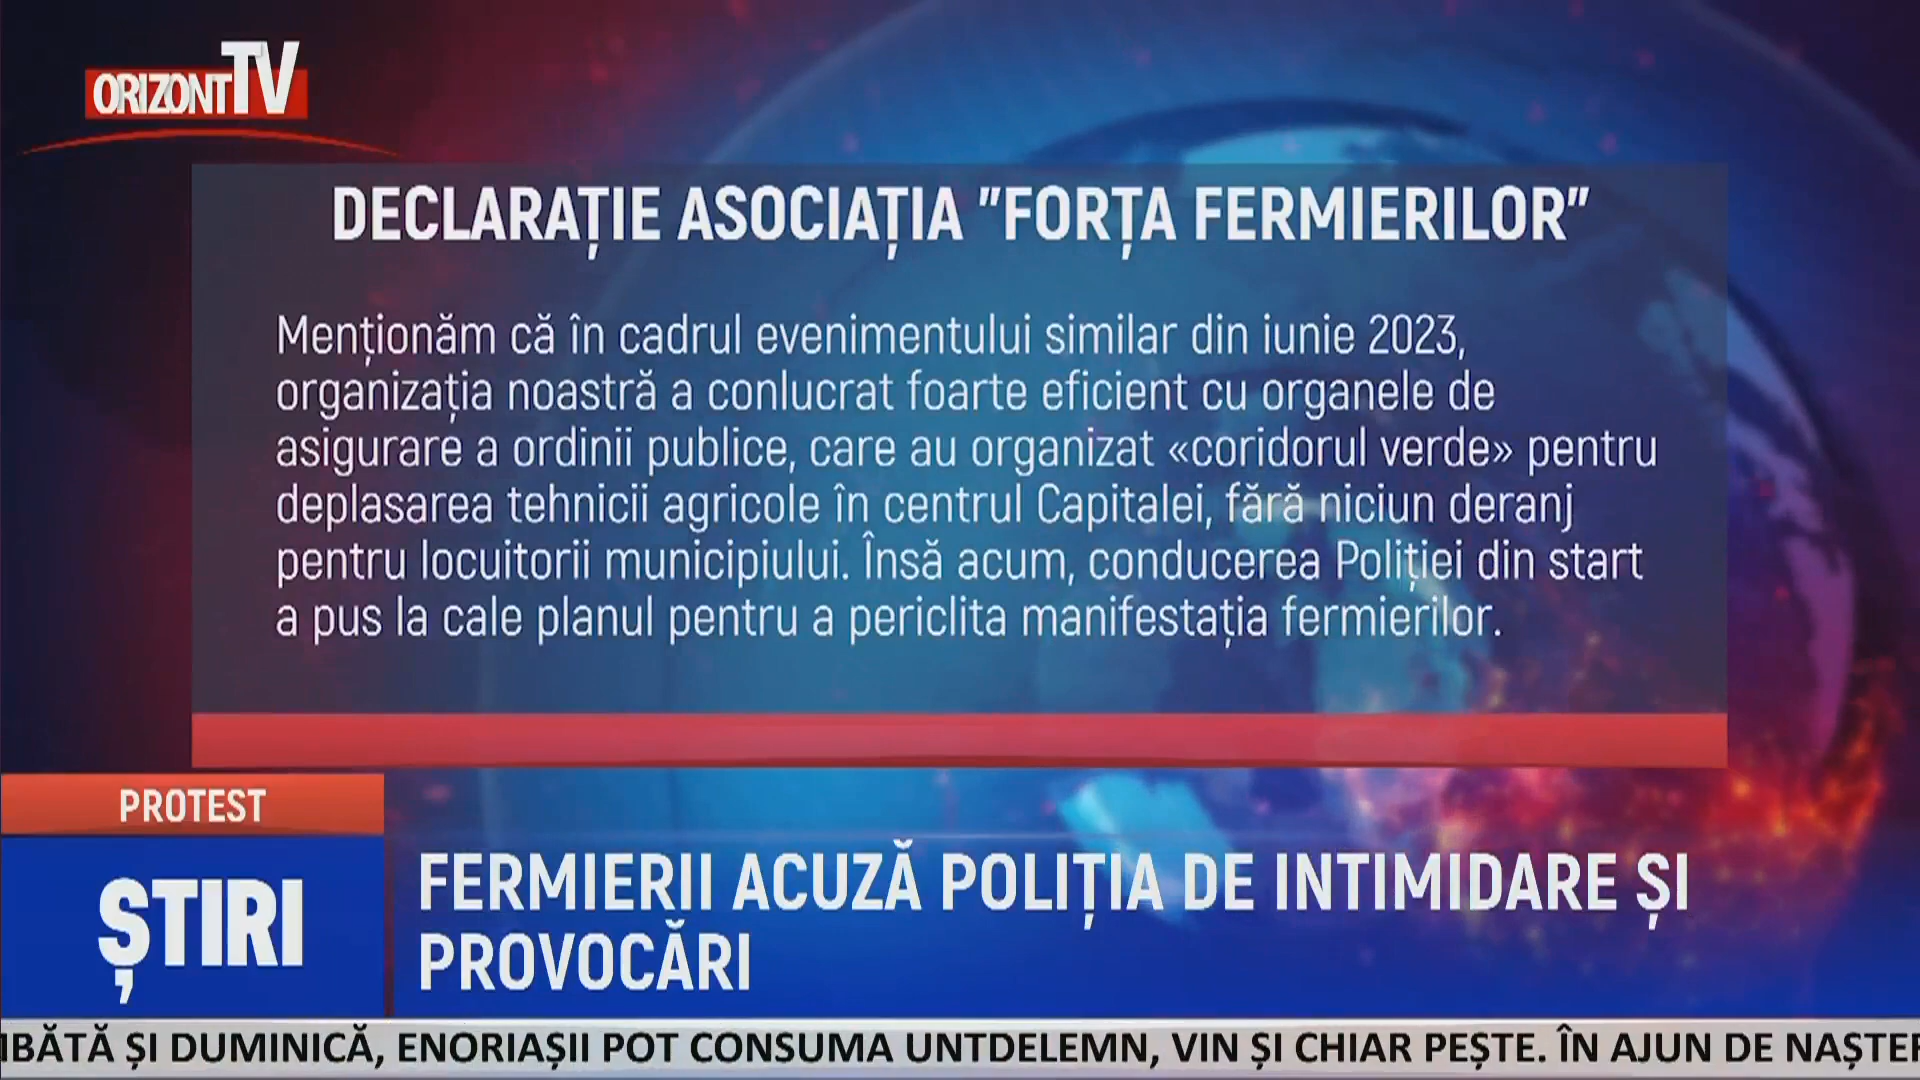 ORIZONTTV
DECLARAȚIE ASOCIAȚIA "FORȚA FERMIERILOR"
Menționăm că în cadrul evenimentului similar din iunie 2023,
organizația noastră a conlucrat foarte eficient cu organele de
asigurare a ordinii publice, care au organizat «coridorul verde» pentru
deplasarea tehnicii agricole în centrul Capitalei, fără niciun deranj
pentru locuitorii municipiului. Însă acum, conducerea Poliției din start
a pus la cale planul pentru a periclita manifestația fermierilor.
PROTEST
ȘTIRI
FERMIERII ACUZĂ POLIȚIA DE INTIMIDARE ȘI
PROVOCĂRI
ȘI DUMINICĂ, ENORIAȘII POT CONSUMA UNTDELEMN, VIN ȘI CHIAR PEȘTE. ÎN AJUN DE